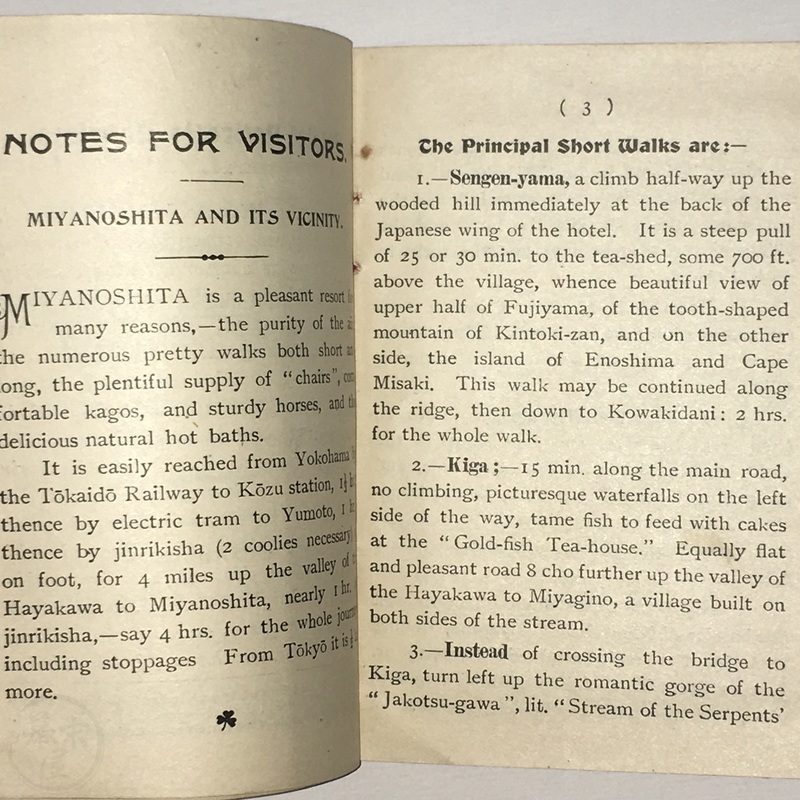 NOTES FOR VISITORS.
MIYANOSHITA AND ITS VICINITY.
MIYANOSHITA is a pleasant resort
many reasons,—the purity of the
the numerous pretty walks both short
ong, the plentiful supply of "chairs",
fortable kagos, and sturdy horses, and
delicious natural hot baths.
It is easily reached from Yokohama
the Tōkaidō Railway to Kōzu station, 1½
thence by electric tram to Yumoto, 1
thence by jinrikisha (2 coolies necessary)
on foot, for 4 miles up the valley of
Hayakawa to Miyanoshita, nearly 1 hr.
jinrikisha,—say 4 hrs. for the whole
including stoppages From Tōkyō it is
more.
( 3 )
The Principal Short Walks are:—
1.—Sengen-yama, a climb half-way up the
wooded hill immediately at the back of the
Japanese wing of the hotel. It is a steep pull
of 25 or 30 min. to the tea-shed, some 700 ft.
above the village, whence beautiful view of
upper half of Fujiyama, of the tooth-shaped
mountain of Kintoki-zan, and on the other
side, the island of Enoshima and Cape
Misaki. This walk may be continued along
the ridge, then down to Kowakidani: 2 hrs.
for the whole walk.
2.—Kiga;—15 min. along the main road,
no climbing, picturesque waterfalls on the left
side of the way, tame fish to feed with cakes
at the "Gold-fish Tea-house." Equally flat
and pleasant road 8 cho further up the valley of
the Hayakawa to Miyagino, a village built on
both sides of the stream.
3.—Instead of crossing the bridge to
Kiga, turn left up the romantic gorge of the
"Jakotsu-gawa", lit. "Stream of the Serpents'